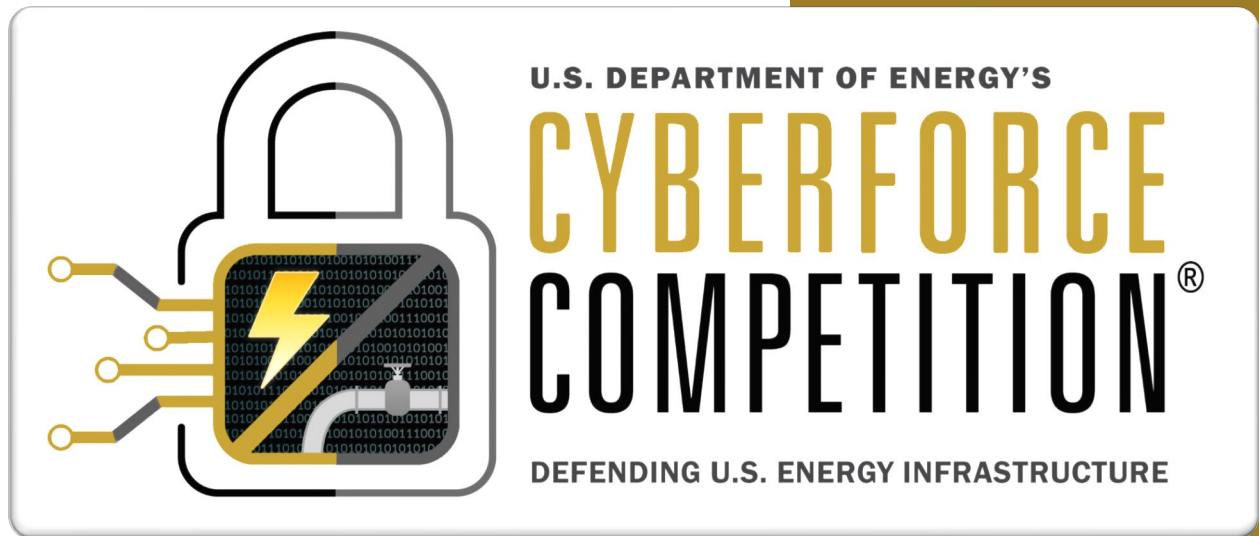 U.S. DEPARTMENT OF ENERGY'S
CYBERFORCE
COMPETITION®
DEFENDING U.S. ENERGY INFRASTRUCTURE